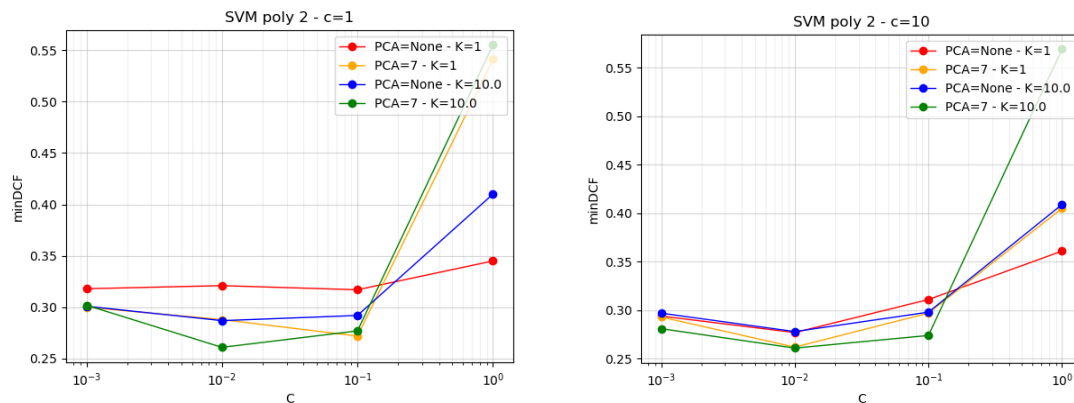 SVM poly 2 - c=1
PCA=None - K=1
PCA=7 - K=1
PCA=None - K=10.0
PCA=7 - K=10.0
minDCF
0.55
0.50
0.45
0.40
0.35
0.30
0.25
10⁻³
10⁻²
10⁻¹
10⁰
C
SVM poly 2 - c=10
PCA=None - K=1
PCA=7 - K=1
PCA=None - K=10.0
PCA=7 - K=10.0
minDCF
0.55
0.50
0.45
0.40
0.35
0.30
0.25
10⁻³
10⁻²
10⁻¹
10⁰
C